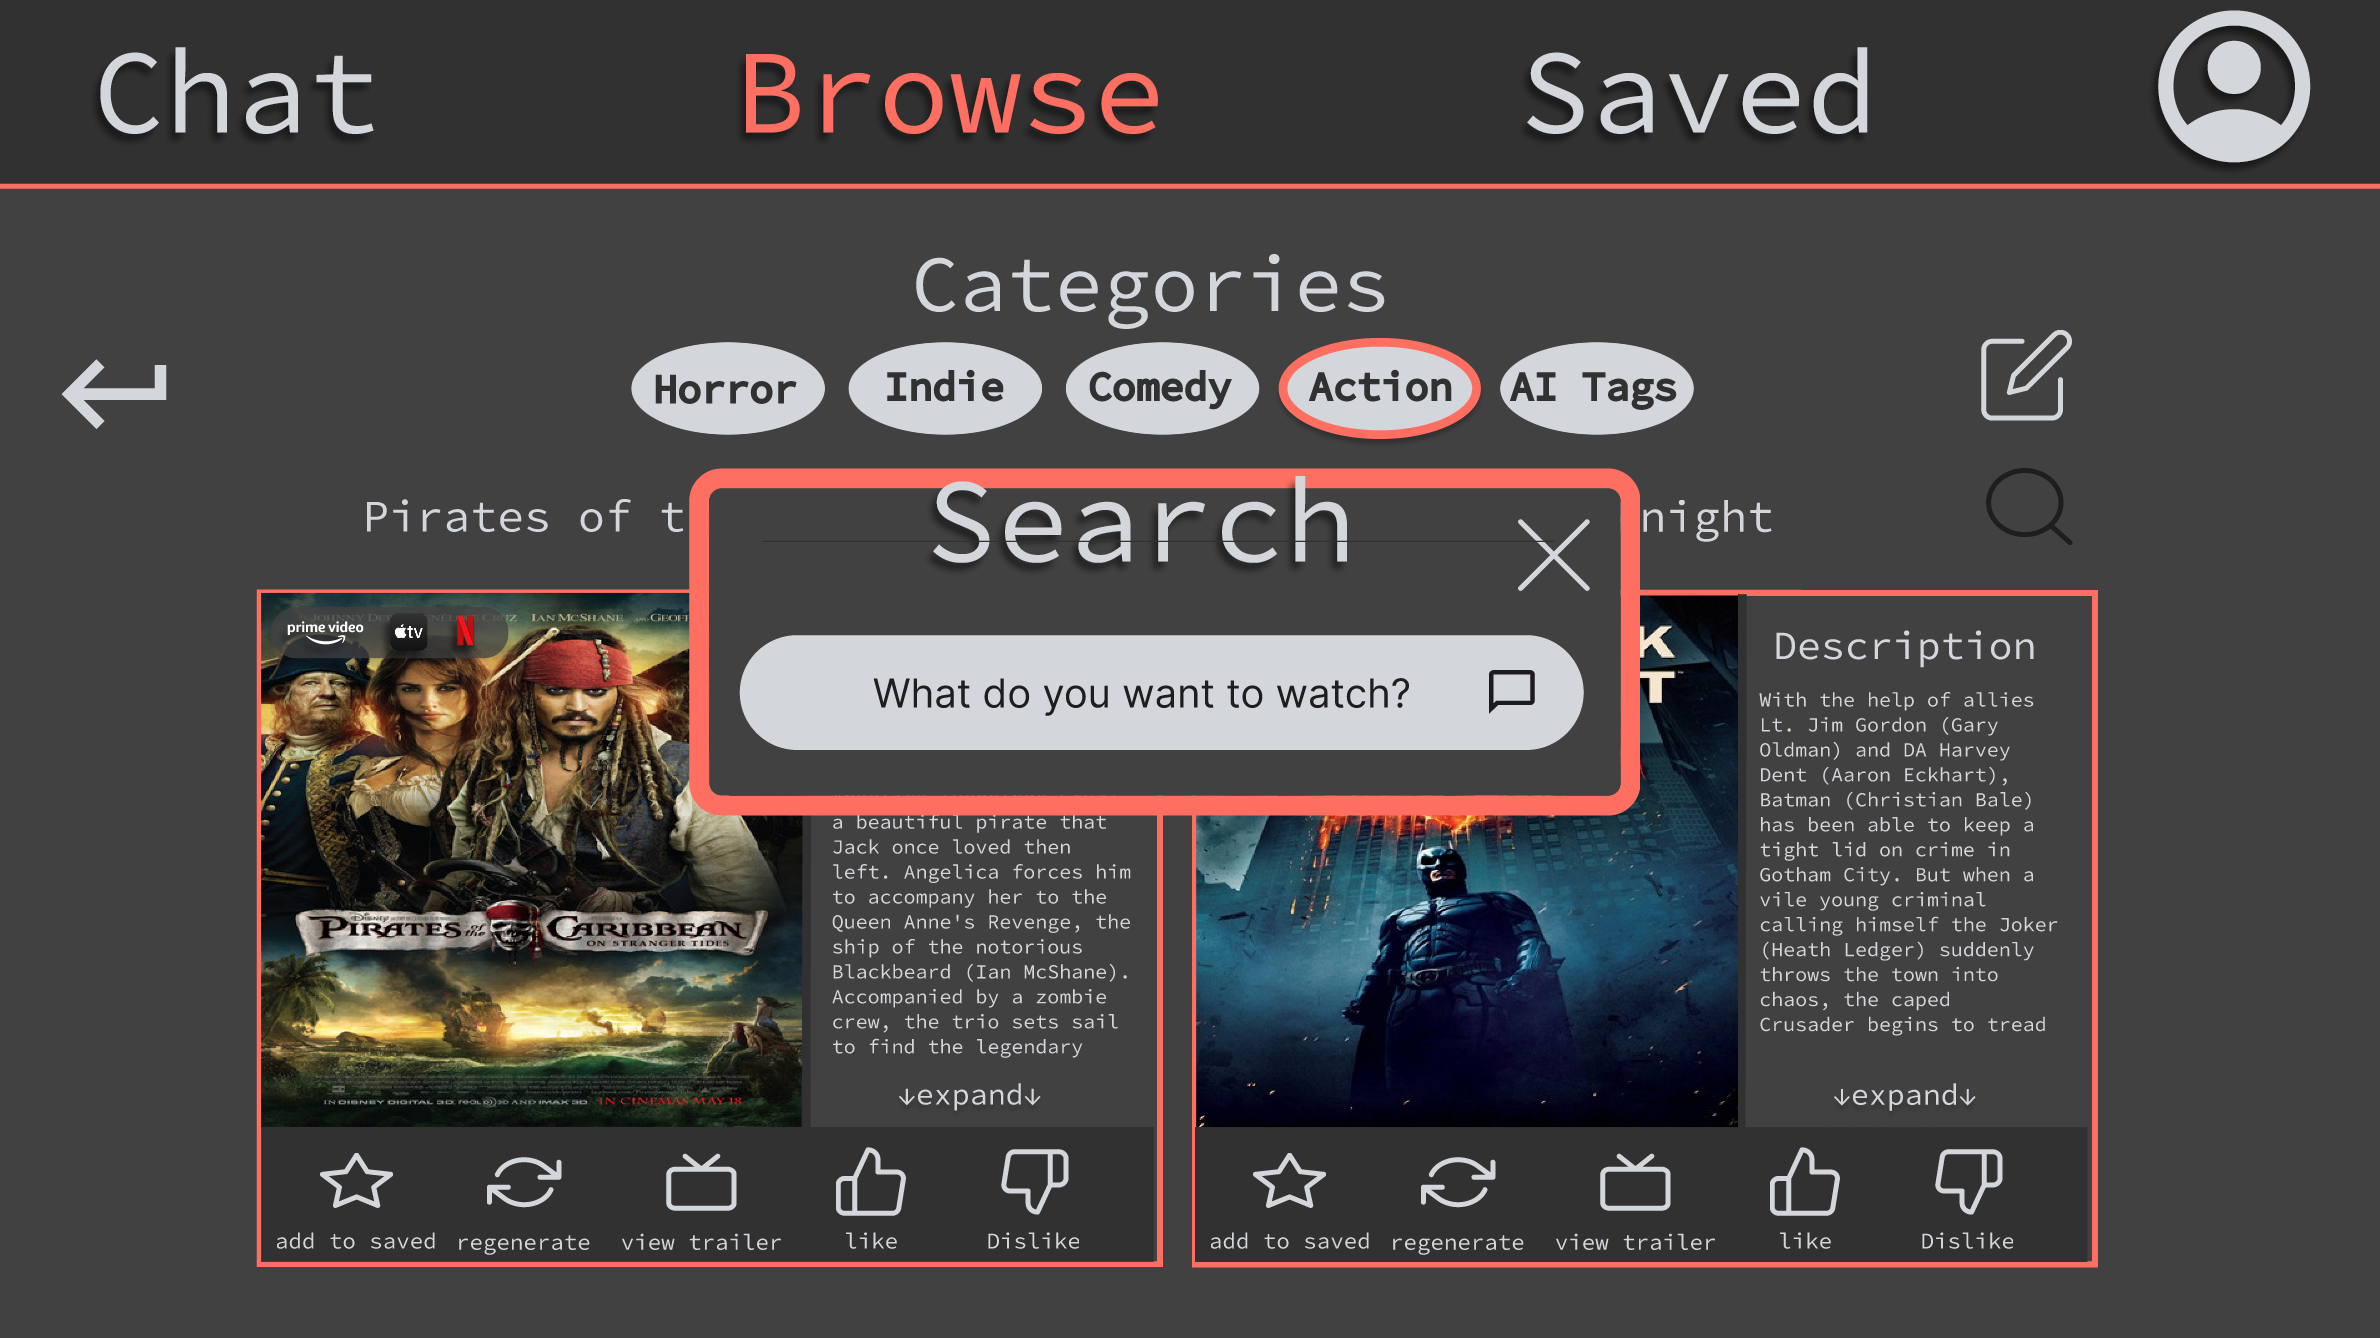 Chat Browse Saved
Categories
Horror Indie Comedy Action AI Tags
Pirates of t
night
Search
What do you want to watch?
prime video tv N
IAN MCSHANE
PIRATES of the CARIBBEAN
ON STRANGER TIDES
IN DISNEY DIGITAL 3D, REAL D 3D AND IMAX 3D IN CINEMAS MAY 18
a beautiful pirate that
Jack once loved then
left. Angelica forces him
to accompany her to the
Queen Anne's Revenge, the
ship of the notorious
Blackbeard (Ian McShane).
Accompanied by a zombie
crew, the trio sets sail
to find the legendary
↓expand↓
add to saved regenerate view trailer like Dislike
K
T
Description
With the help of allies
Lt. Jim Gordon (Gary
Oldman) and DA Harvey
Dent (Aaron Eckhart),
Batman (Christian Bale)
has been able to keep a
tight lid on crime in
Gotham City. But when a
vile young criminal
calling himself the Joker
(Heath Ledger) suddenly
throws the town into
chaos, the caped
Crusader begins to tread
↓expand↓
add to saved regenerate view trailer like Dislike